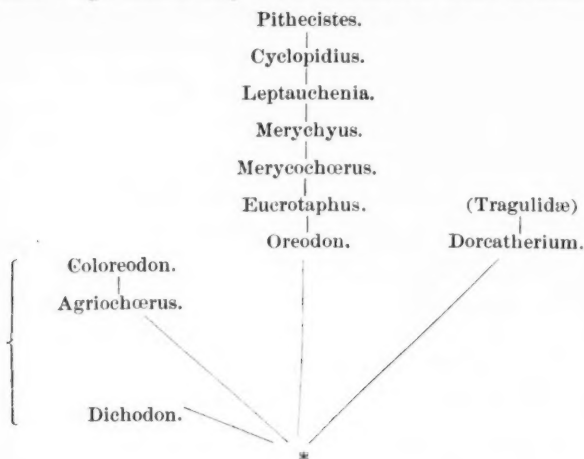 Pithecistes.
Cyclopidius.
Leptauchenia.
Merychyus.
Merycochœrus.
Eucrotaphus. (Tragulidæ)
Oreodon. Dorcatherium.
Coloreodon.
Agriochœrus.
Dichodon.
*